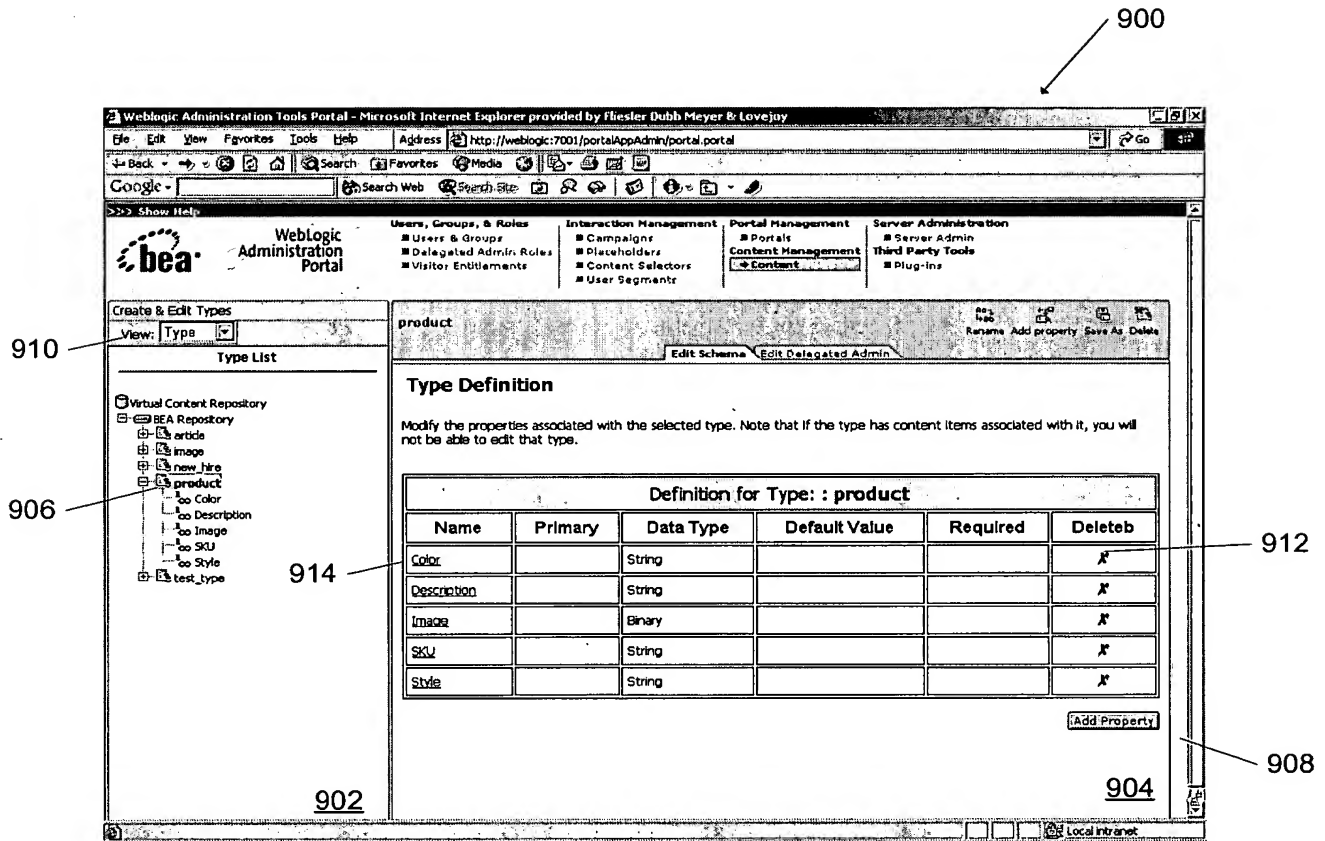 900
Weblogic Administration Tools Portal - Microsoft Internet Explorer provided by Fliesler Dubb Meyer & Lovejoy
File Edit View Favorites Tools Help Address http://weblogic:7001/portalAppAdmin/portal.portal Go
Back Search Favorites Media
Google Search Web Search Site
>>> Show Help
bea WebLogic Administration Portal
Users, Groups, & Roles
Users & Groups
Delegated Admin Roles
Visitor Entitlements
Interaction Management
Campaigns
Placeholders
Content Selectors
User Segments
Portal Management
Portals
Content Management
Content
Server Administration
Server Admin
Third Party Tools
Plug-ins
Create & Edit Types
910
View: Type
Type List
Virtual Content Repository
BEA Repository
article
image
new_hire
906
product
Color
Description
Image
SKU
Style
test_type
902
product
Rename Add property Save As Delete
Edit Schema Edit Delegated Admin
Type Definition
Modify the properties associated with the selected type. Note that if the type has content items associated with it, you will
not be able to edit that type.
Definition for Type: : product
Name Primary Data Type Default Value Required Deleteb
914
Color String X
912
Description String X
Image Binary X
SKU String X
Style String X
Add Property
908
904
Local intranet